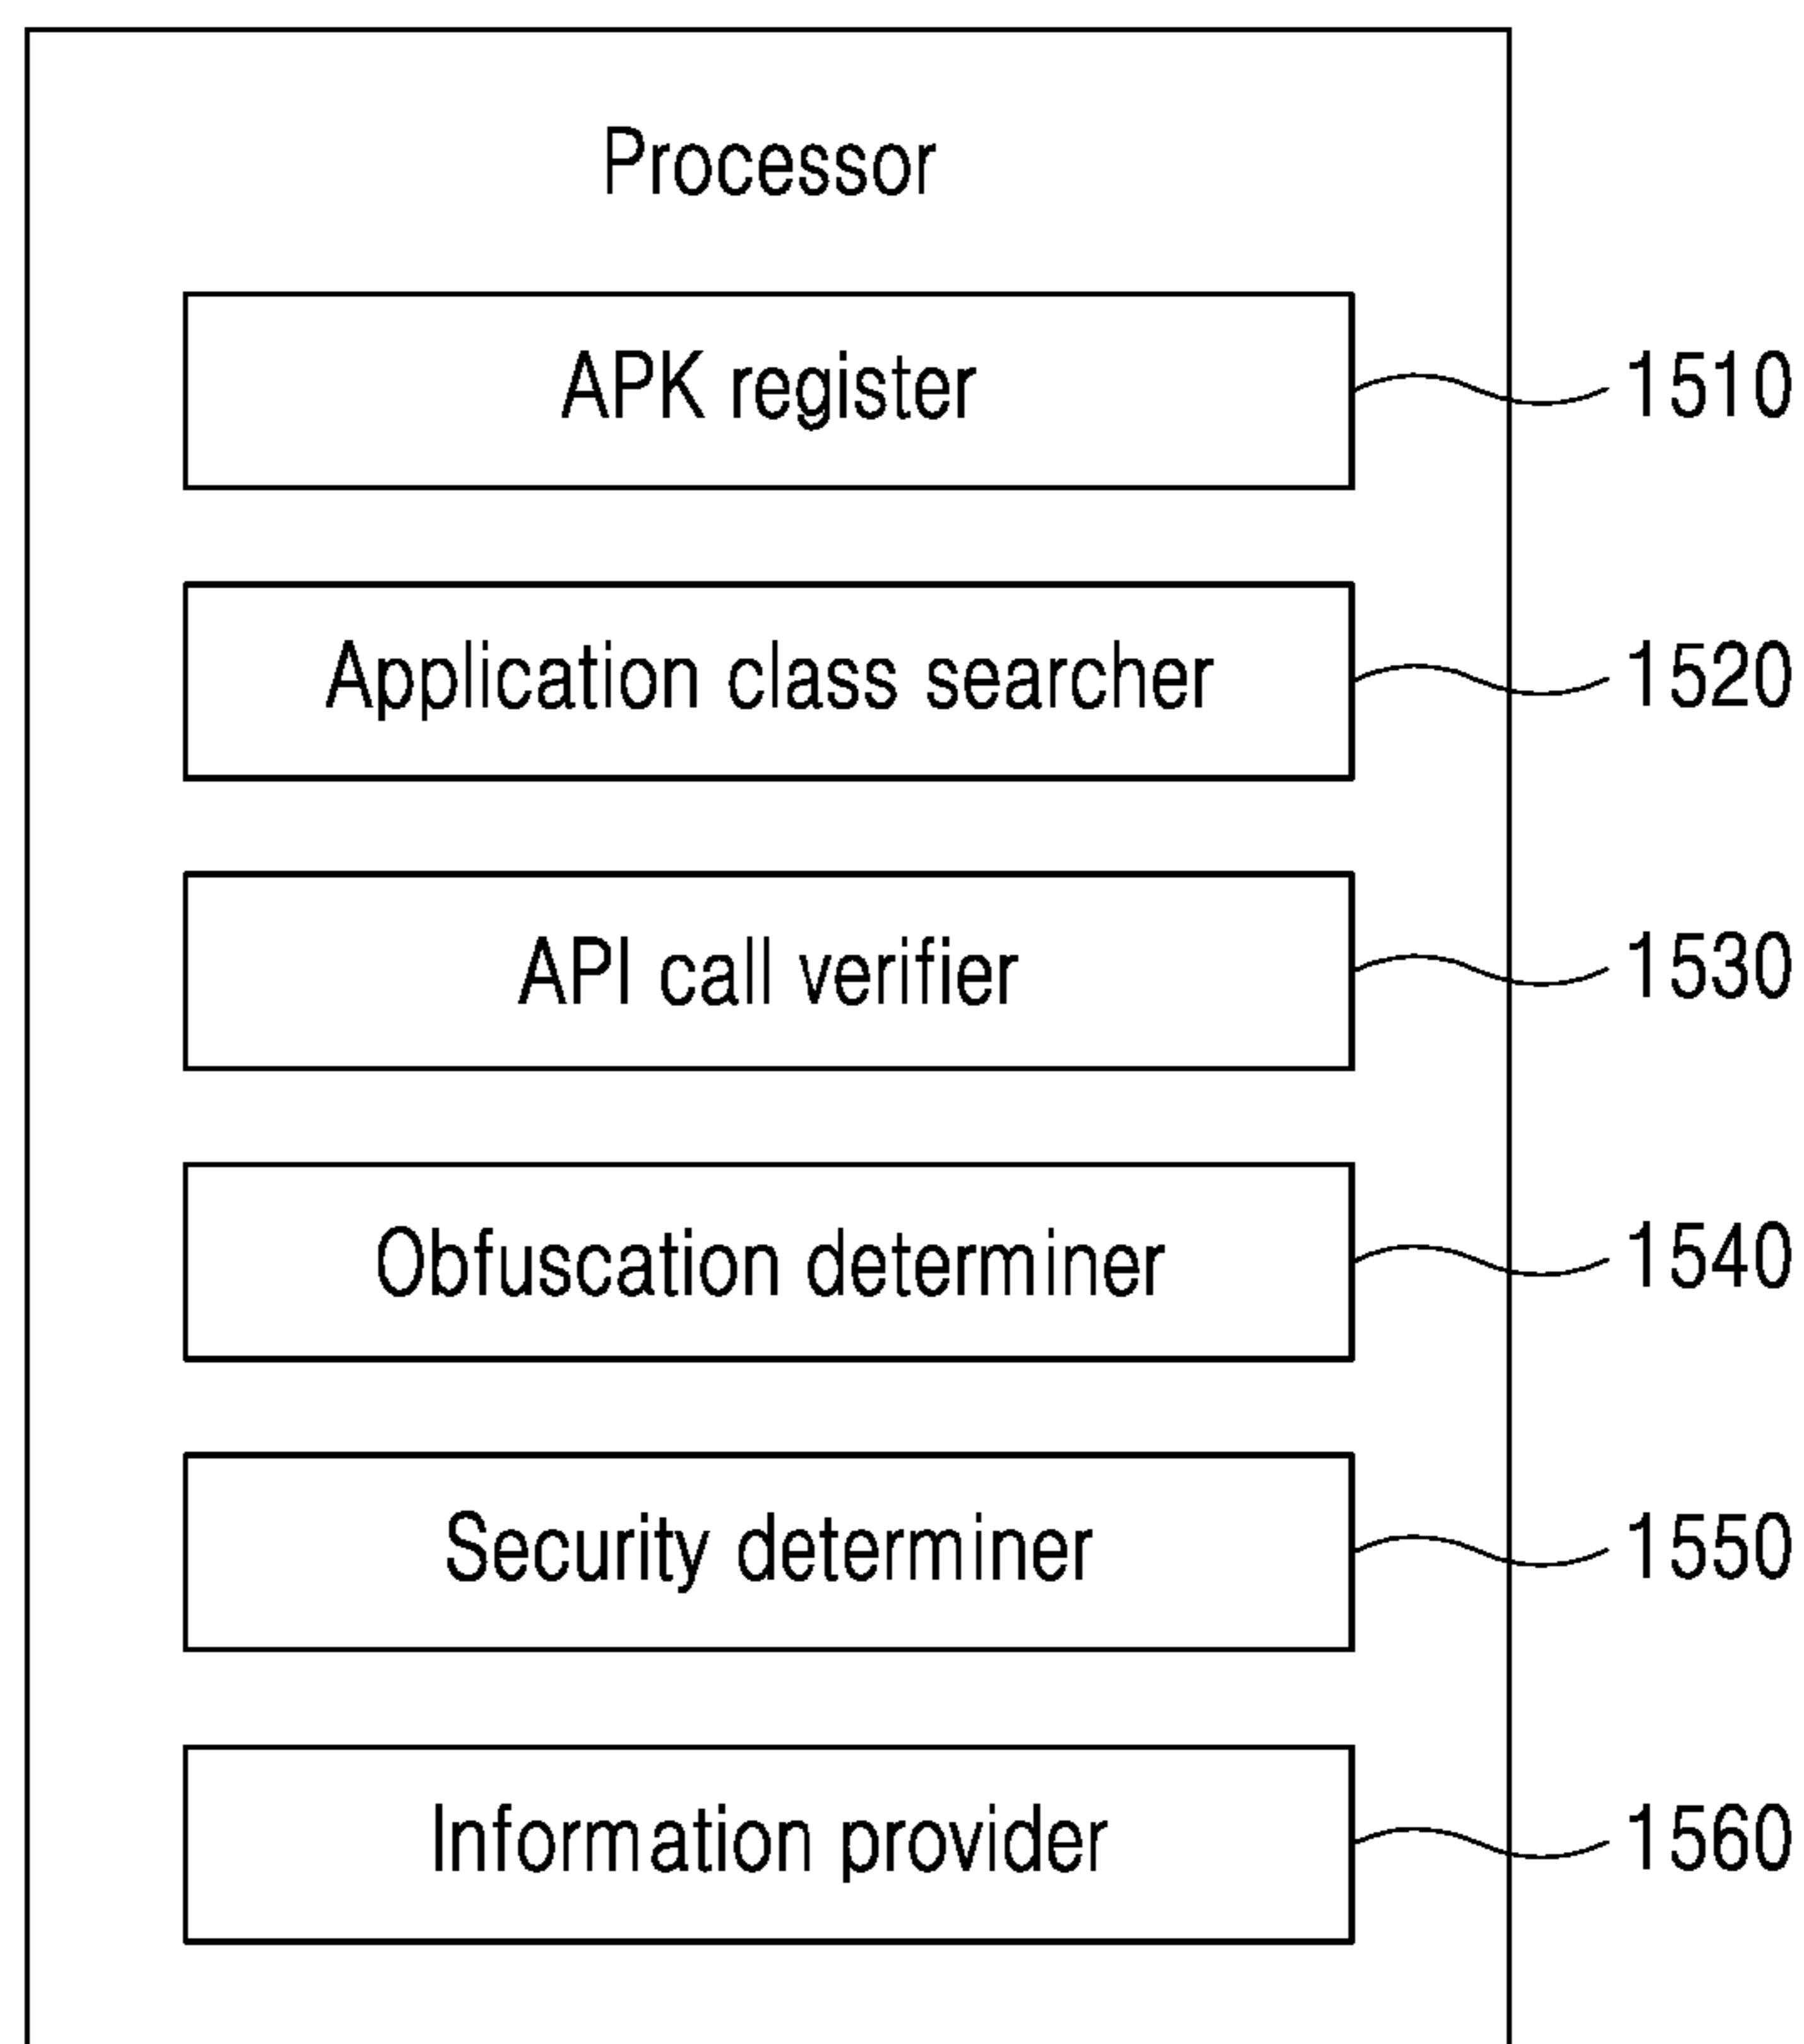 Processor
APK register 1510
Application class searcher 1520
API call verifier 1530
Obfuscation determiner 1540
Security determiner 1550
Information provider 1560